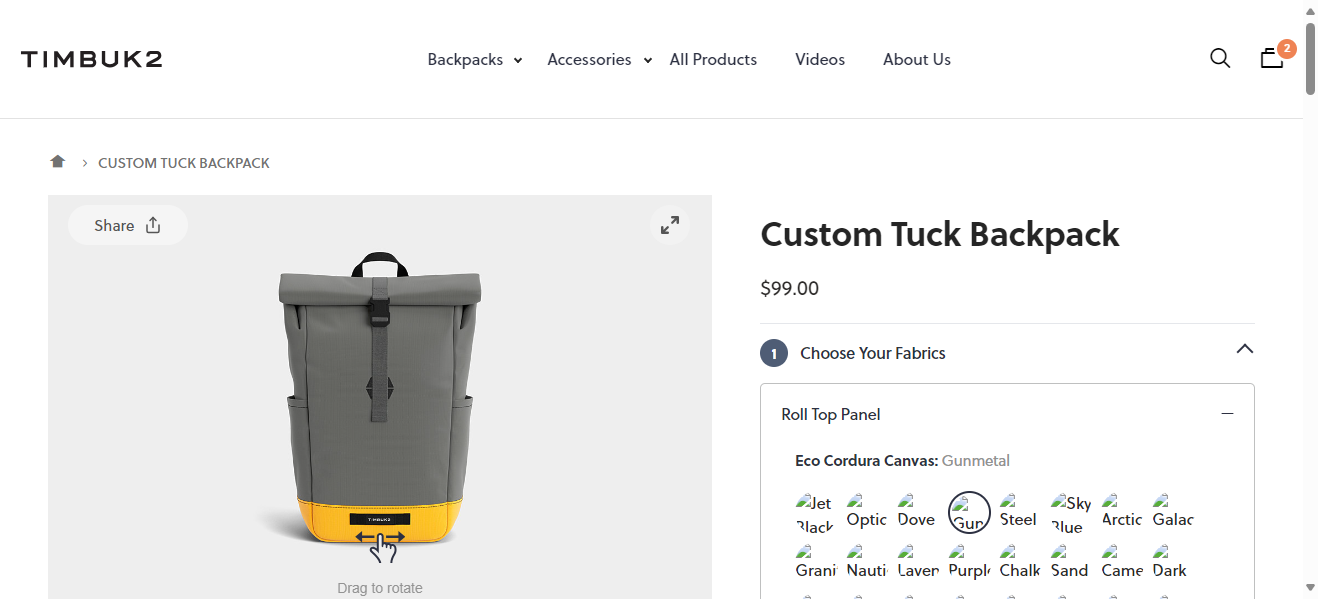 TIMBUK2
Backpacks
Accessories
All Products
Videos
About Us
2
CUSTOM TUCK BACKPACK
Share
TIMBUK2
Drag to rotate
Custom Tuck Backpack
$99.00
1 Choose Your Fabrics
Roll Top Panel
Eco Cordura Canvas: Gunmetal
Jet Black
Optic
Dove
Gun
Steel
Sky Blue
Arctic
Galac
Grani
Nauti
Laven
Purpl
Chalk
Sand
Came
Dark